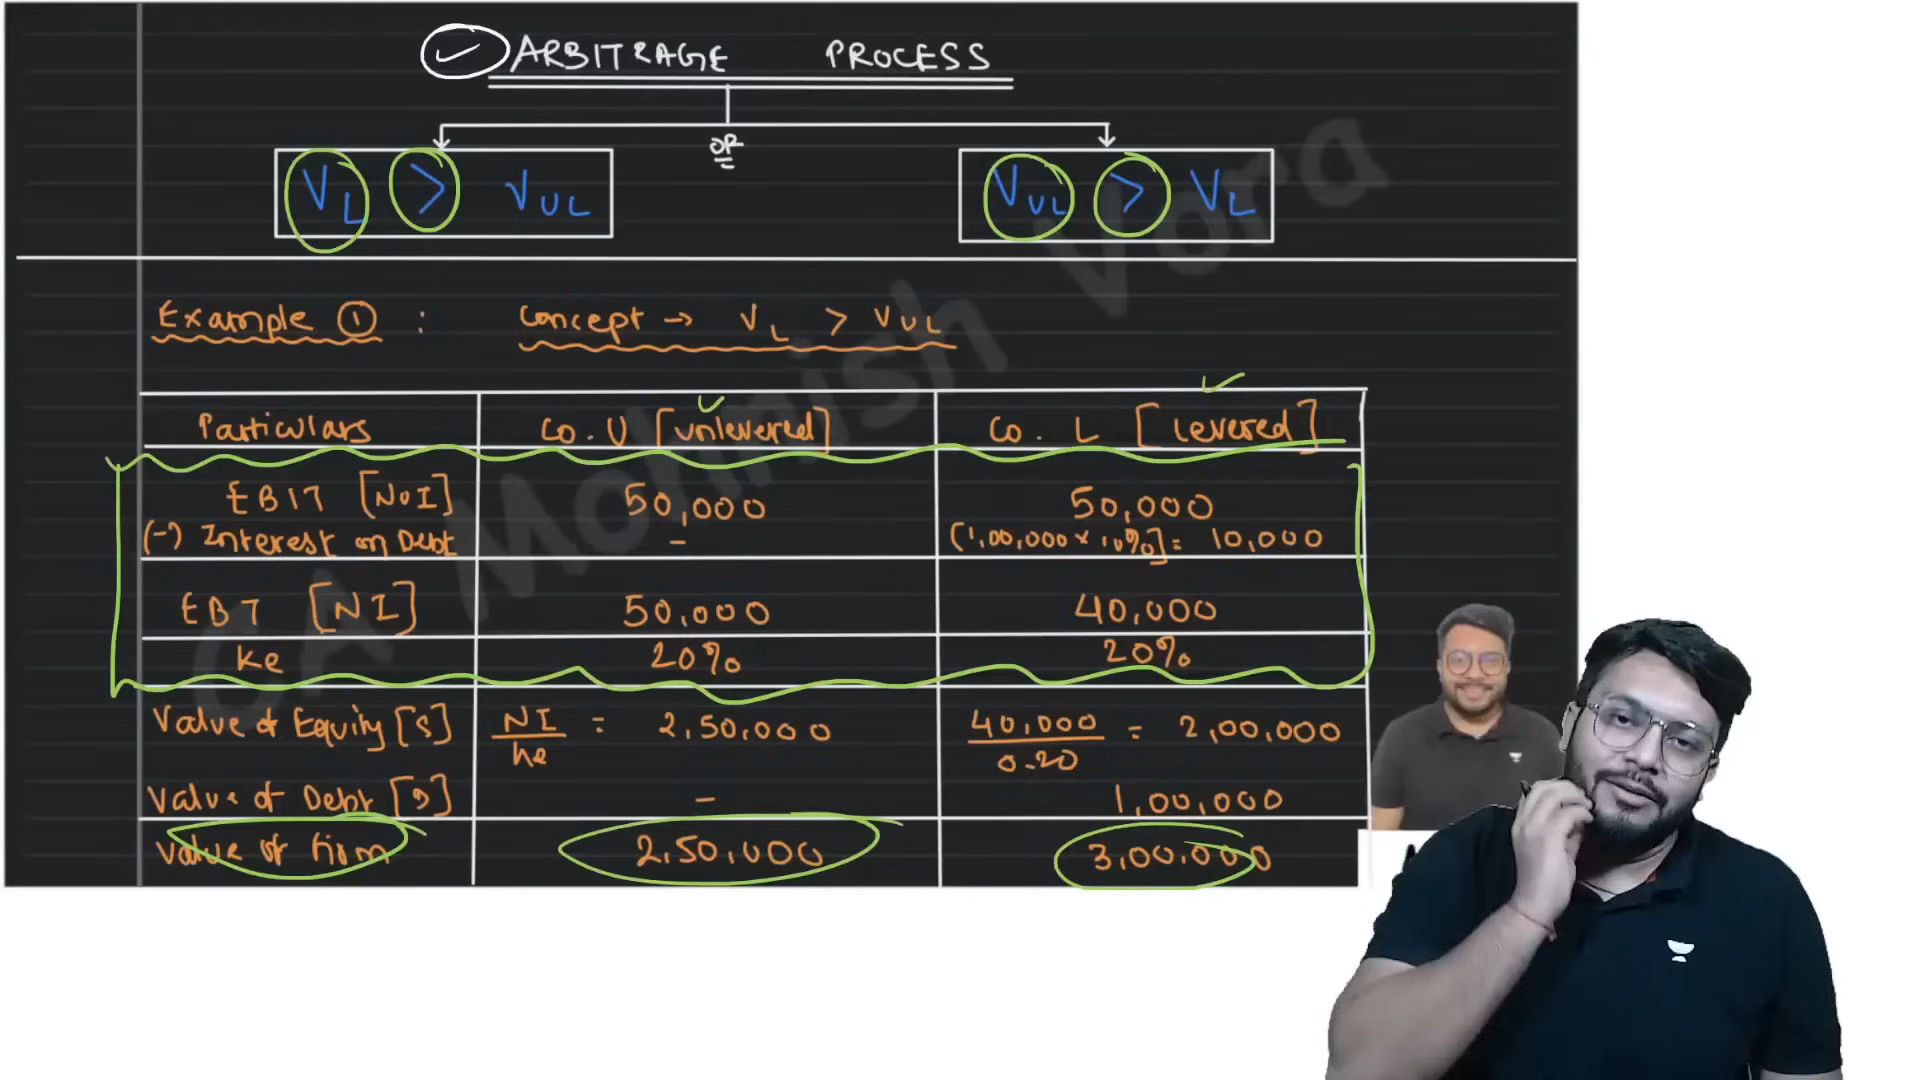 ARBITRAGE PROCESS
OR
VL > VUL
VUL > VL
Example ① : Concept → VL > VUL
Particulars Co. U [unlevered] Co. L [Levered]
EBIT [NOI] 50,000 50,000
(-) Interest on Debt - (1,00,000 × 10%] = 10,000
EBT [NI] 50,000 40,000
Ke 20% 20%
Value of Equity [S] NI/ke = 2,50,000 40,000/0.20 = 2,00,000
Value of Debt [D] - 1,00,000
Value of Firm 2,50,000 3,00,000
CA Mohnish Vora